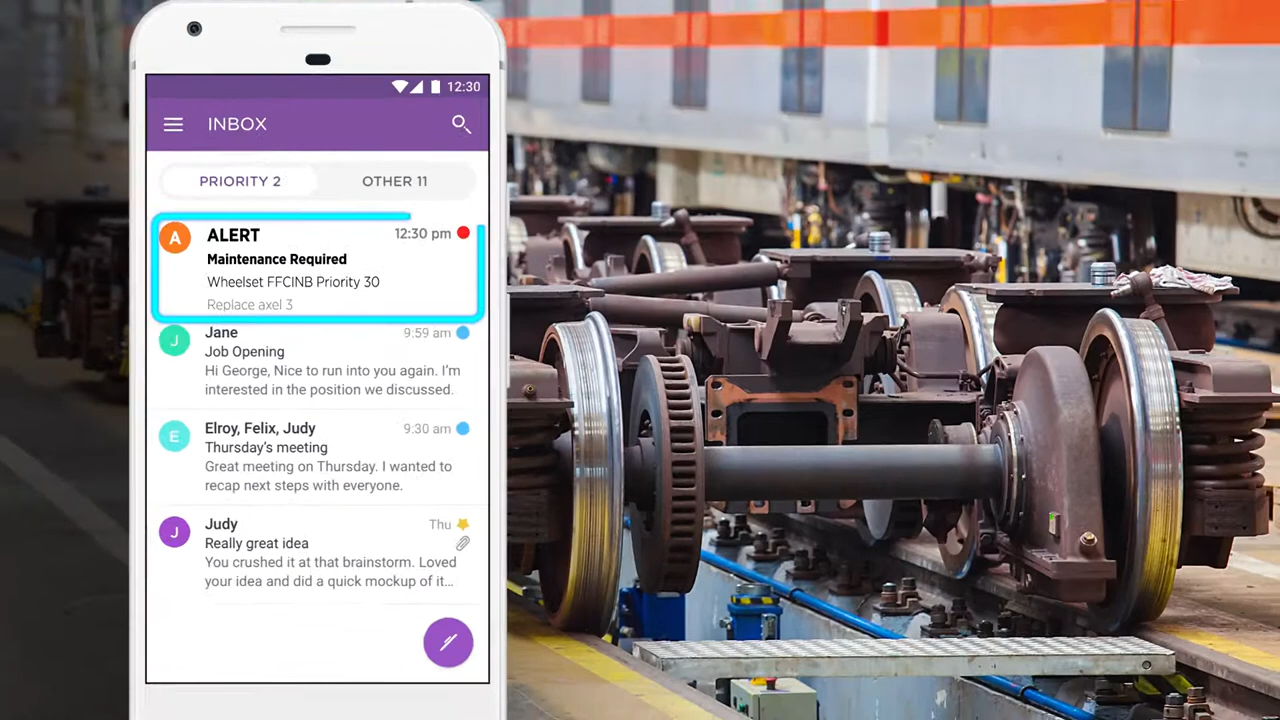 12:30
INBOX
PRIORITY 2
OTHER 11
A
ALERT
12:30 pm
Maintenance Required
Wheelset FFCINB Priority 30
Replace axel 3
J
Jane
9:59 am
Job Opening
Hi George, Nice to run into you again. I'm
interested in the position we discussed.
E
Elroy, Felix, Judy
9:30 am
Thursday's meeting
Great meeting on Thursday. I wanted to
recap next steps with everyone.
J
Judy
Thu
Really great idea
You crushed it at that brainstorm. Loved
your idea and did a quick mockup of it...